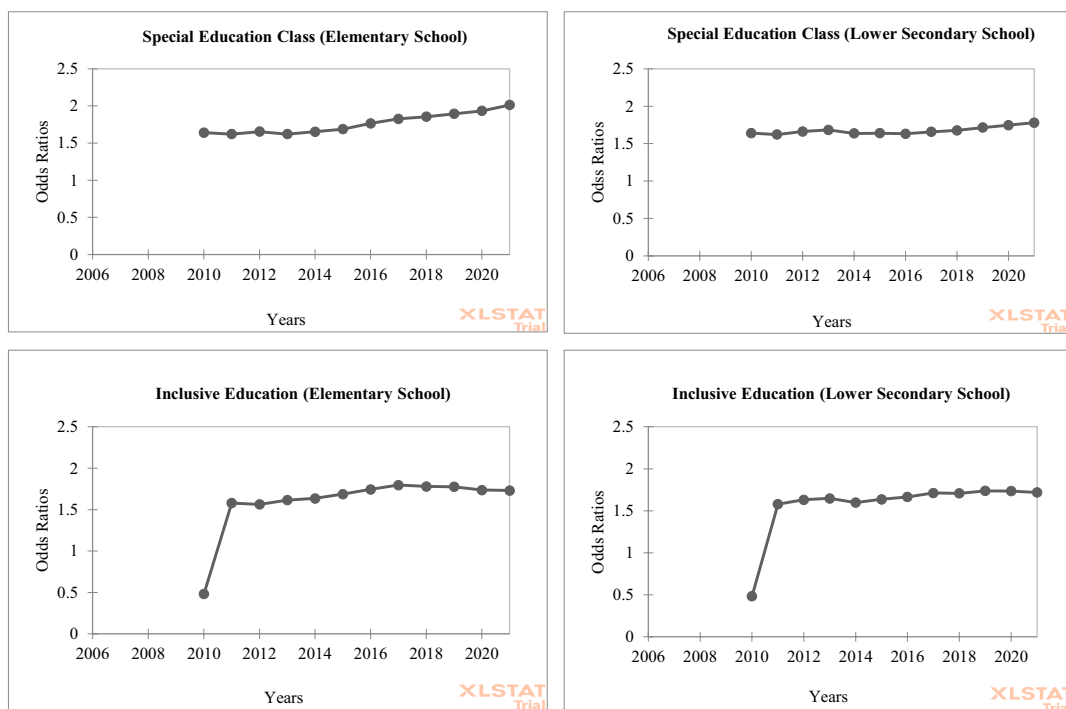 Special Education Class (Elementary School)
2.5
2
1.5
1
0.5
0
Odds Ratios
2006 2008 2010 2012 2014 2016 2018 2020
Years
XLSTAT
Trial
Special Education Class (Lower Secondary School)
2.5
2
1.5
1
0.5
0
Odss Ratios
2006 2008 2010 2012 2014 2016 2018 2020
Years
XLSTAT
Trial
Inclusive Education (Elementary School)
2.5
2
1.5
1
0.5
0
Odds Ratios
2006 2008 2010 2012 2014 2016 2018 2020
Years
XLSTAT
Trial
Inclusive Education (Lower Secondary School)
2.5
2
1.5
1
0.5
0
Odds Ratios
2006 2008 2010 2012 2014 2016 2018 2020
Years
XLSTAT
Trial